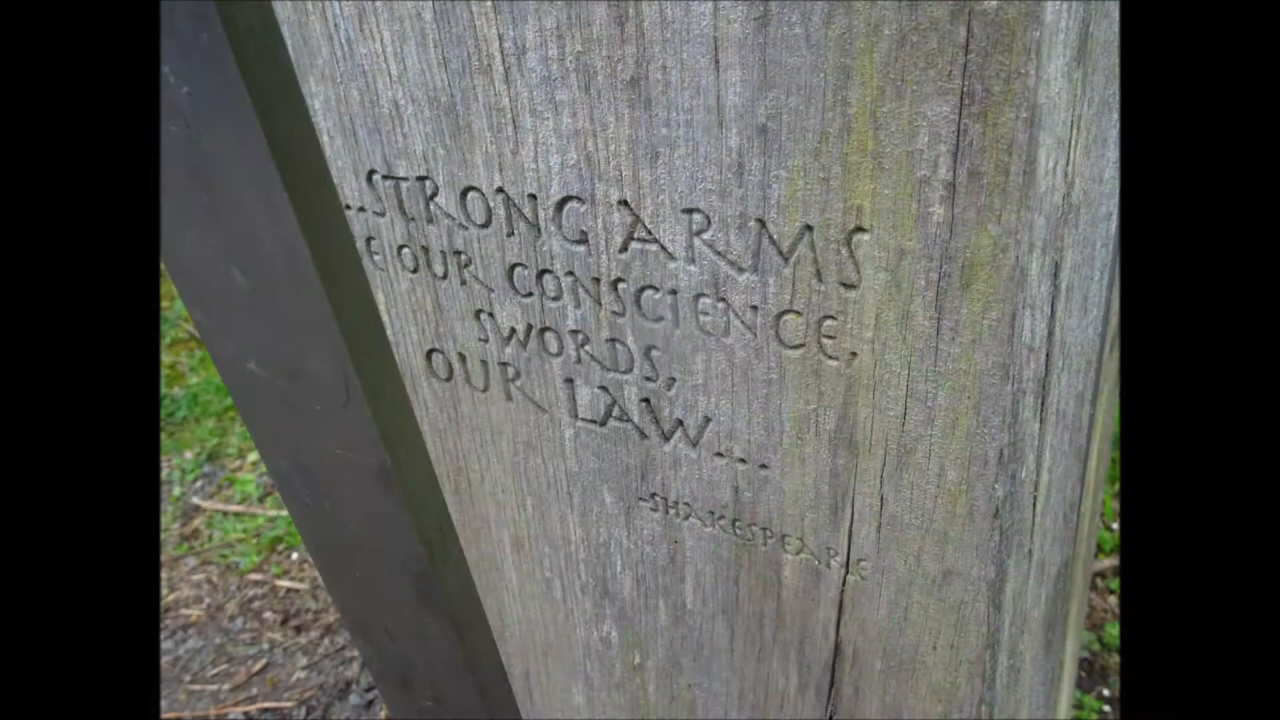 ..STRONG ARMS
E OUR CONSCIENCE,
SWORDS,
OUR LAW...
-SHAKESPEARE